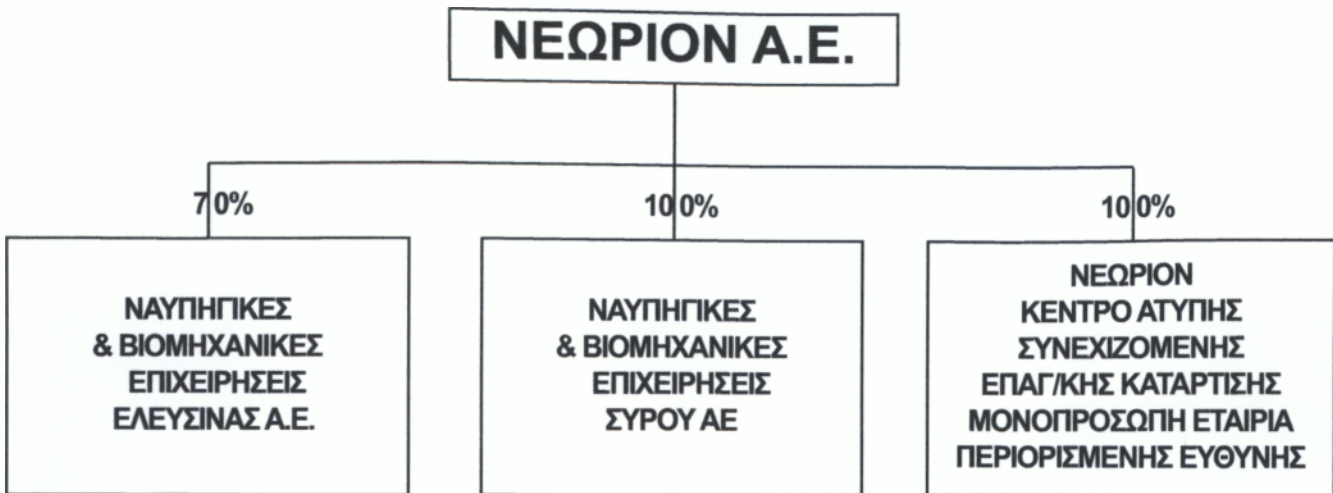 ΝΕΩΡΙΟΝ Α.Ε.
70%
100%
100%
ΝΑΥΠΗΓΙΚΕΣ
& ΒΙΟΜΗΧΑΝΙΚΕΣ
ΕΠΙΧΕΙΡΗΣΕΙΣ
ΕΛΕΥΣΙΝΑΣ Α.Ε.
ΝΑΥΠΗΓΙΚΕΣ
& ΒΙΟΜΗΧΑΝΙΚΕΣ
ΕΠΙΧΕΙΡΗΣΕΙΣ
ΣΥΡΟΥ ΑΕ
ΝΕΩΡΙΟΝ
ΚΕΝΤΡΟ ΑΤΥΠΗΣ
ΣΥΝΕΧΙΖΟΜΕΝΗΣ
ΕΠΑΓ/ΚΗΣ ΚΑΤΑΡΤΙΣΗΣ
ΜΟΝΟΠΡΟΣΩΠΗ ΕΤΑΙΡΙΑ
ΠΕΡΙΟΡΙΣΜΕΝΗΣ ΕΥΘΥΝΗΣ